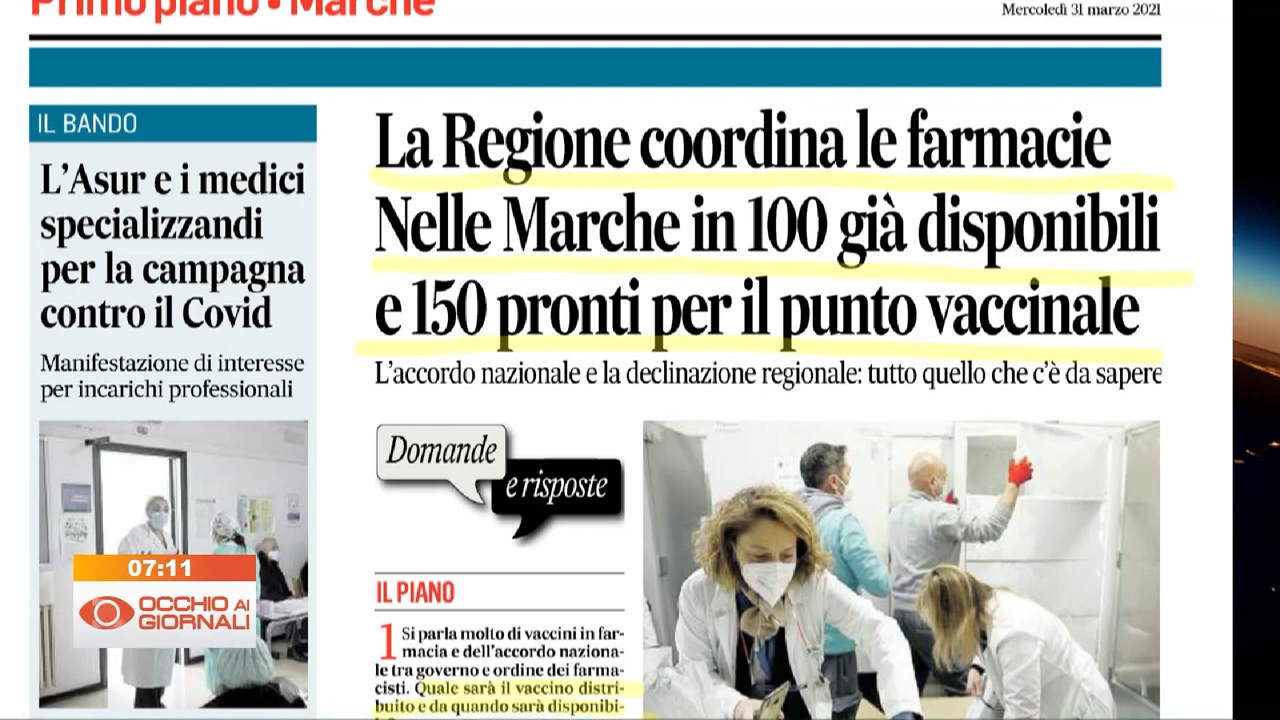 Primo piano • Marche
Mercoledì 31 marzo 2021
IL BANDO
L'Asur e i medici
specializzandi
per la campagna
contro il Covid
Manifestazione di interesse
per incarichi professionali
La Regione coordina le farmacie
Nelle Marche in 100 già disponibili
e 150 pronti per il punto vaccinale
L'accordo nazionale e la declinazione regionale: tutto quello che c'è da sapere
Domande
e risposte
IL PIANO
1 Si parla molto di vaccini in far-
macia e dell'accordo naziona-
le tra governo e ordine dei farma-
cisti. Quale sarà il vaccino distri-
buito e da quando sarà disponibi-
07:11
OCCHIO AI
GIORNALI